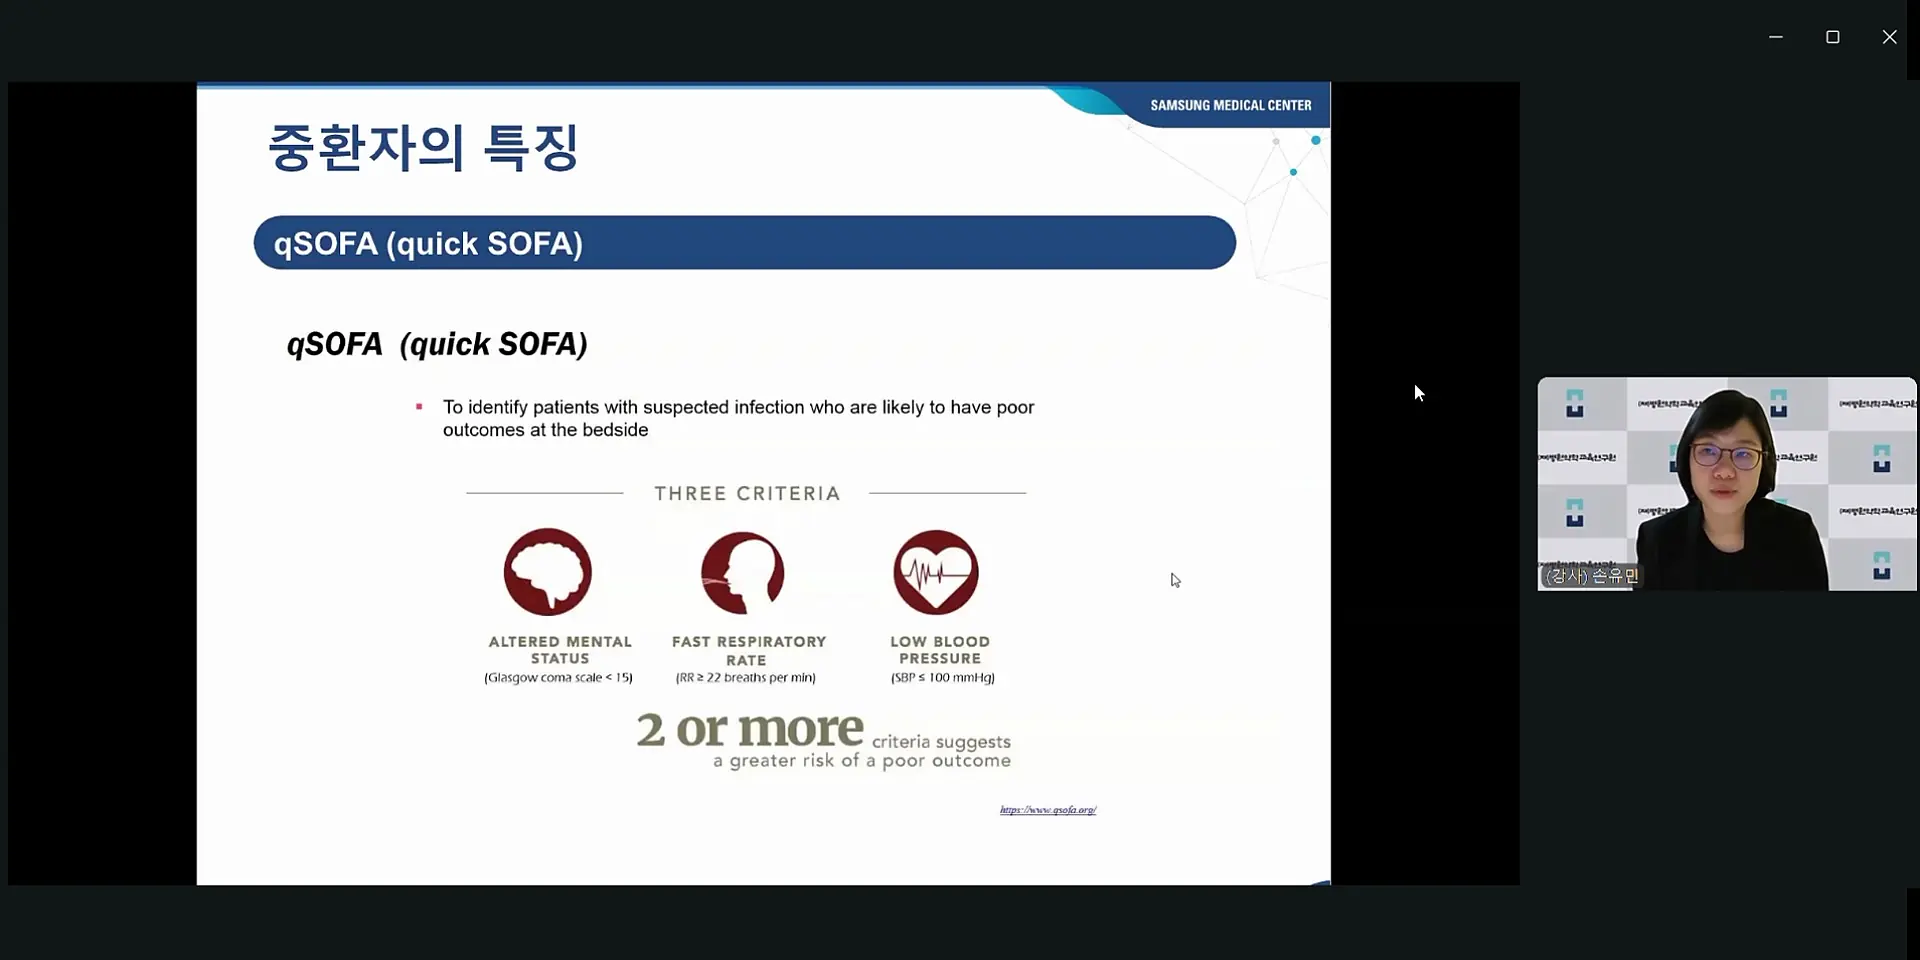 SAMSUNG MEDICAL CENTER
중환자의 특징
qSOFA (quick SOFA)
qSOFA (quick SOFA)
▪ To identify patients with suspected infection who are likely to have poor
outcomes at the bedside
THREE CRITERIA
ALTERED MENTAL
STATUS
(Glasgow coma scale < 15)
FAST RESPIRATORY
RATE
(RR ≥ 22 breaths per min)
LOW BLOOD
PRESSURE
(SBP ≤ 100 mmHg)
2 or more criteria suggests
a greater risk of a poor outcome
https://www.qsofa.org/
(강사) 손유민